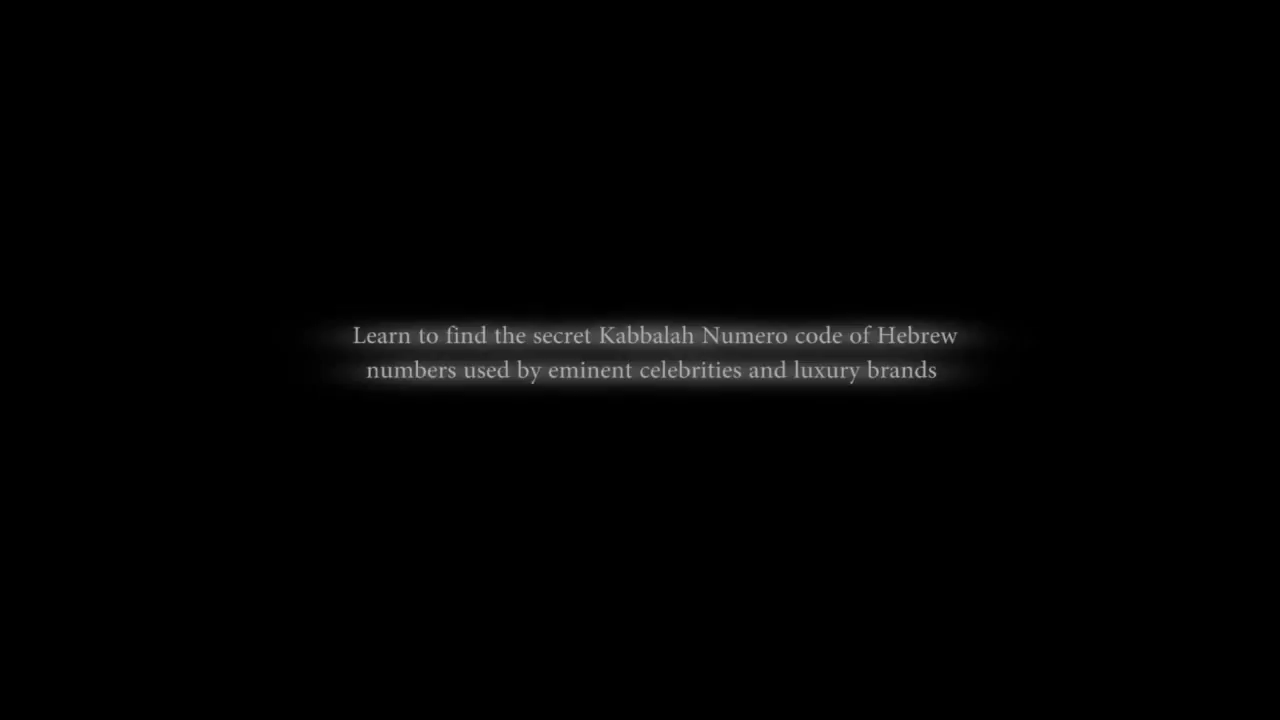 Learn to find the secret Kabbalah Numero code of Hebrew
numbers used by eminent celebrities and luxury brands